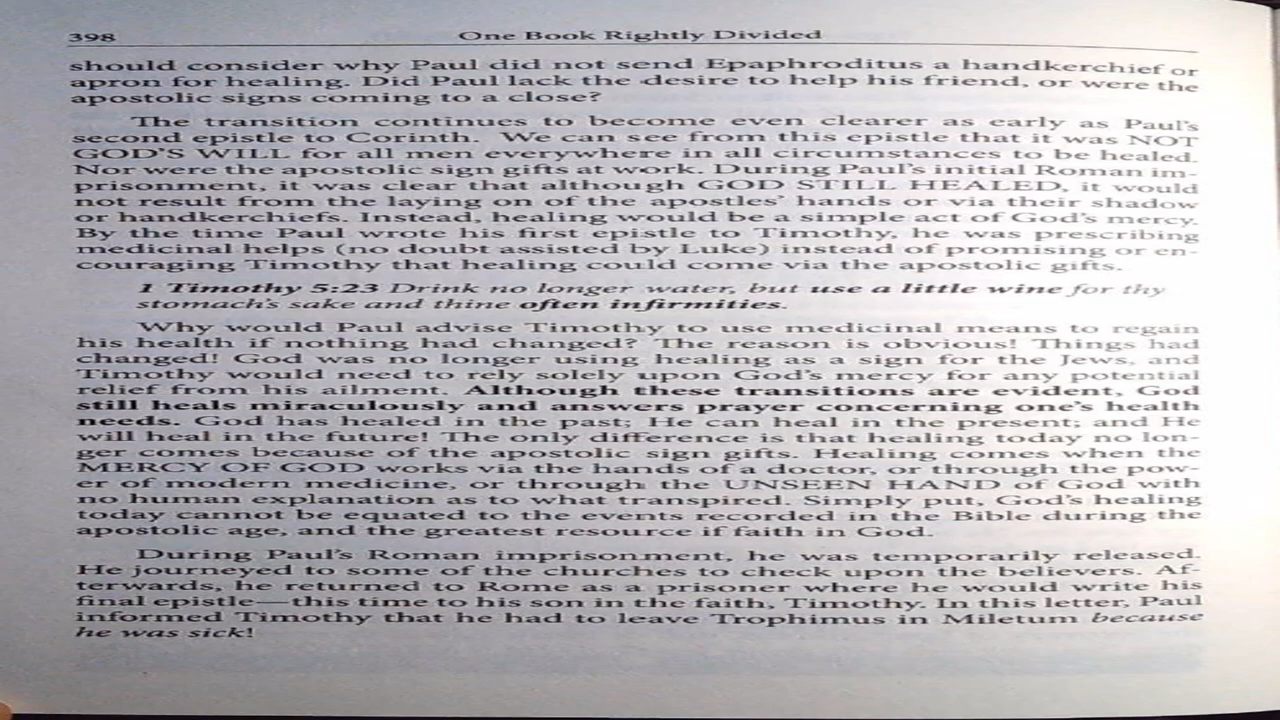 398
One Book Rightly Divided
should consider why Paul did not send Epaphroditus a handkerchief or
apron for healing. Did Paul lack the desire to help his friend, or were the
apostolic signs coming to a close?
The transition continues to become even clearer as early as Paul's
second epistle to Corinth. We can see from this epistle that it was NOT
GOD'S WILL for all men everywhere in all circumstances to be healed.
Nor were the apostolic sign gifts at work. During Paul's initial Roman im-
prisonment, it was clear that although GOD STILL HEALED, it would
not result from the laying on of the apostles' hands or via their shadow
or handkerchiefs. Instead, healing would be a simple act of God's mercy.
By the time Paul wrote his first epistle to Timothy, he was prescribing
medicinal helps (no doubt assisted by Luke) instead of promising or en-
couraging Timothy that healing could come via the apostolic gifts.
1 Timothy 5:23 Drink no longer water, but use a little wine for thy
stomach's sake and thine often infirmities.
Why would Paul advise Timothy to use medicinal means to regain
his health if nothing had changed? The reason is obvious! Things had
changed! God was no longer using healing as a sign for the Jews, and
Timothy would need to rely solely upon God's mercy for any potential
relief from his ailment. Although these transitions are evident, God
still heals miraculously and answers prayer concerning one's health
needs. God has healed in the past; He can heal in the present; and He
will heal in the future! The only difference is that healing today no lon-
ger comes because of the apostolic sign gifts. Healing comes when the
MERCY OF GOD works via the hands of a doctor, or through the pow-
er of modern medicine, or through the UNSEEN HAND of God with
no human explanation as to what transpired. Simply put, God's healing
today cannot be equated to the events recorded in the Bible during the
apostolic age, and the greatest resource if faith in God.
During Paul's Roman imprisonment, he was temporarily released.
He journeyed to some of the churches to check upon the believers. Af-
terwards, he returned to Rome as a prisoner where he would write his
final epistle—this time to his son in the faith, Timothy. In this letter, Paul
informed Timothy that he had to leave Trophimus in Miletum because
he was sick!